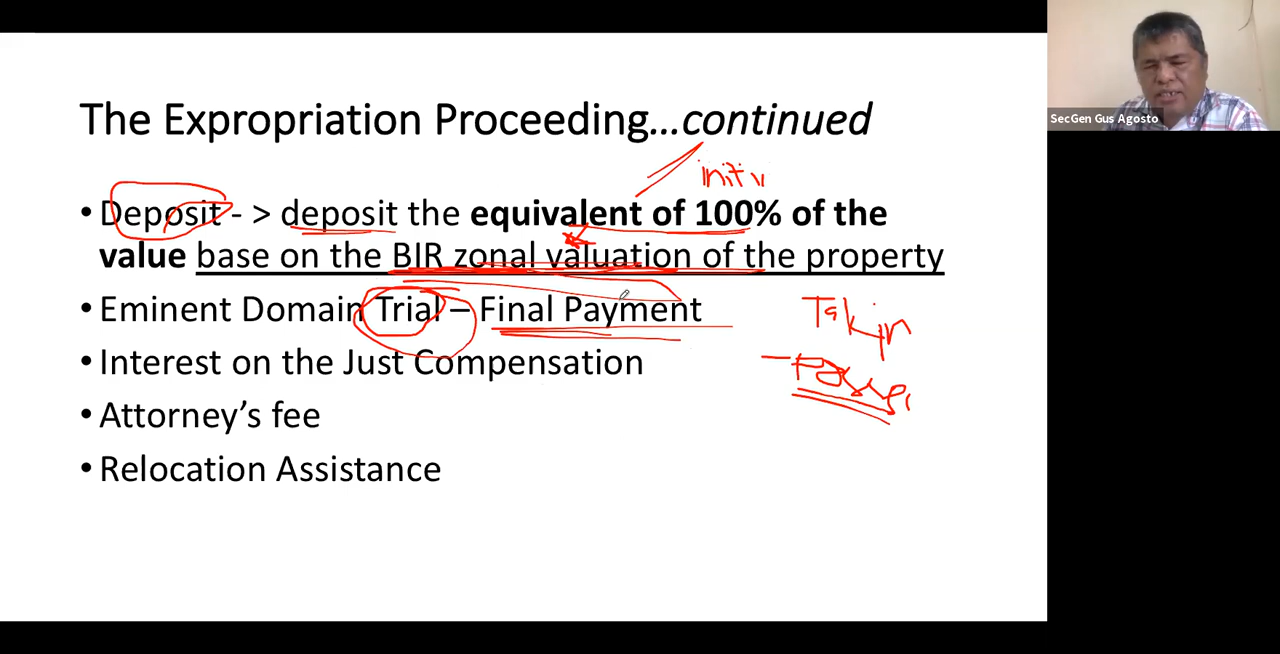 The Expropriation Proceeding...continued
SecGen Gus Agosto
initi
• Deposit - > deposit the equivalent of 100% of the
value base on the BIR zonal valuation of the property
• Eminent Domain Trial – Final Payment
Takin
• Interest on the Just Compensation
• Attorney's fee
• Relocation Assistance